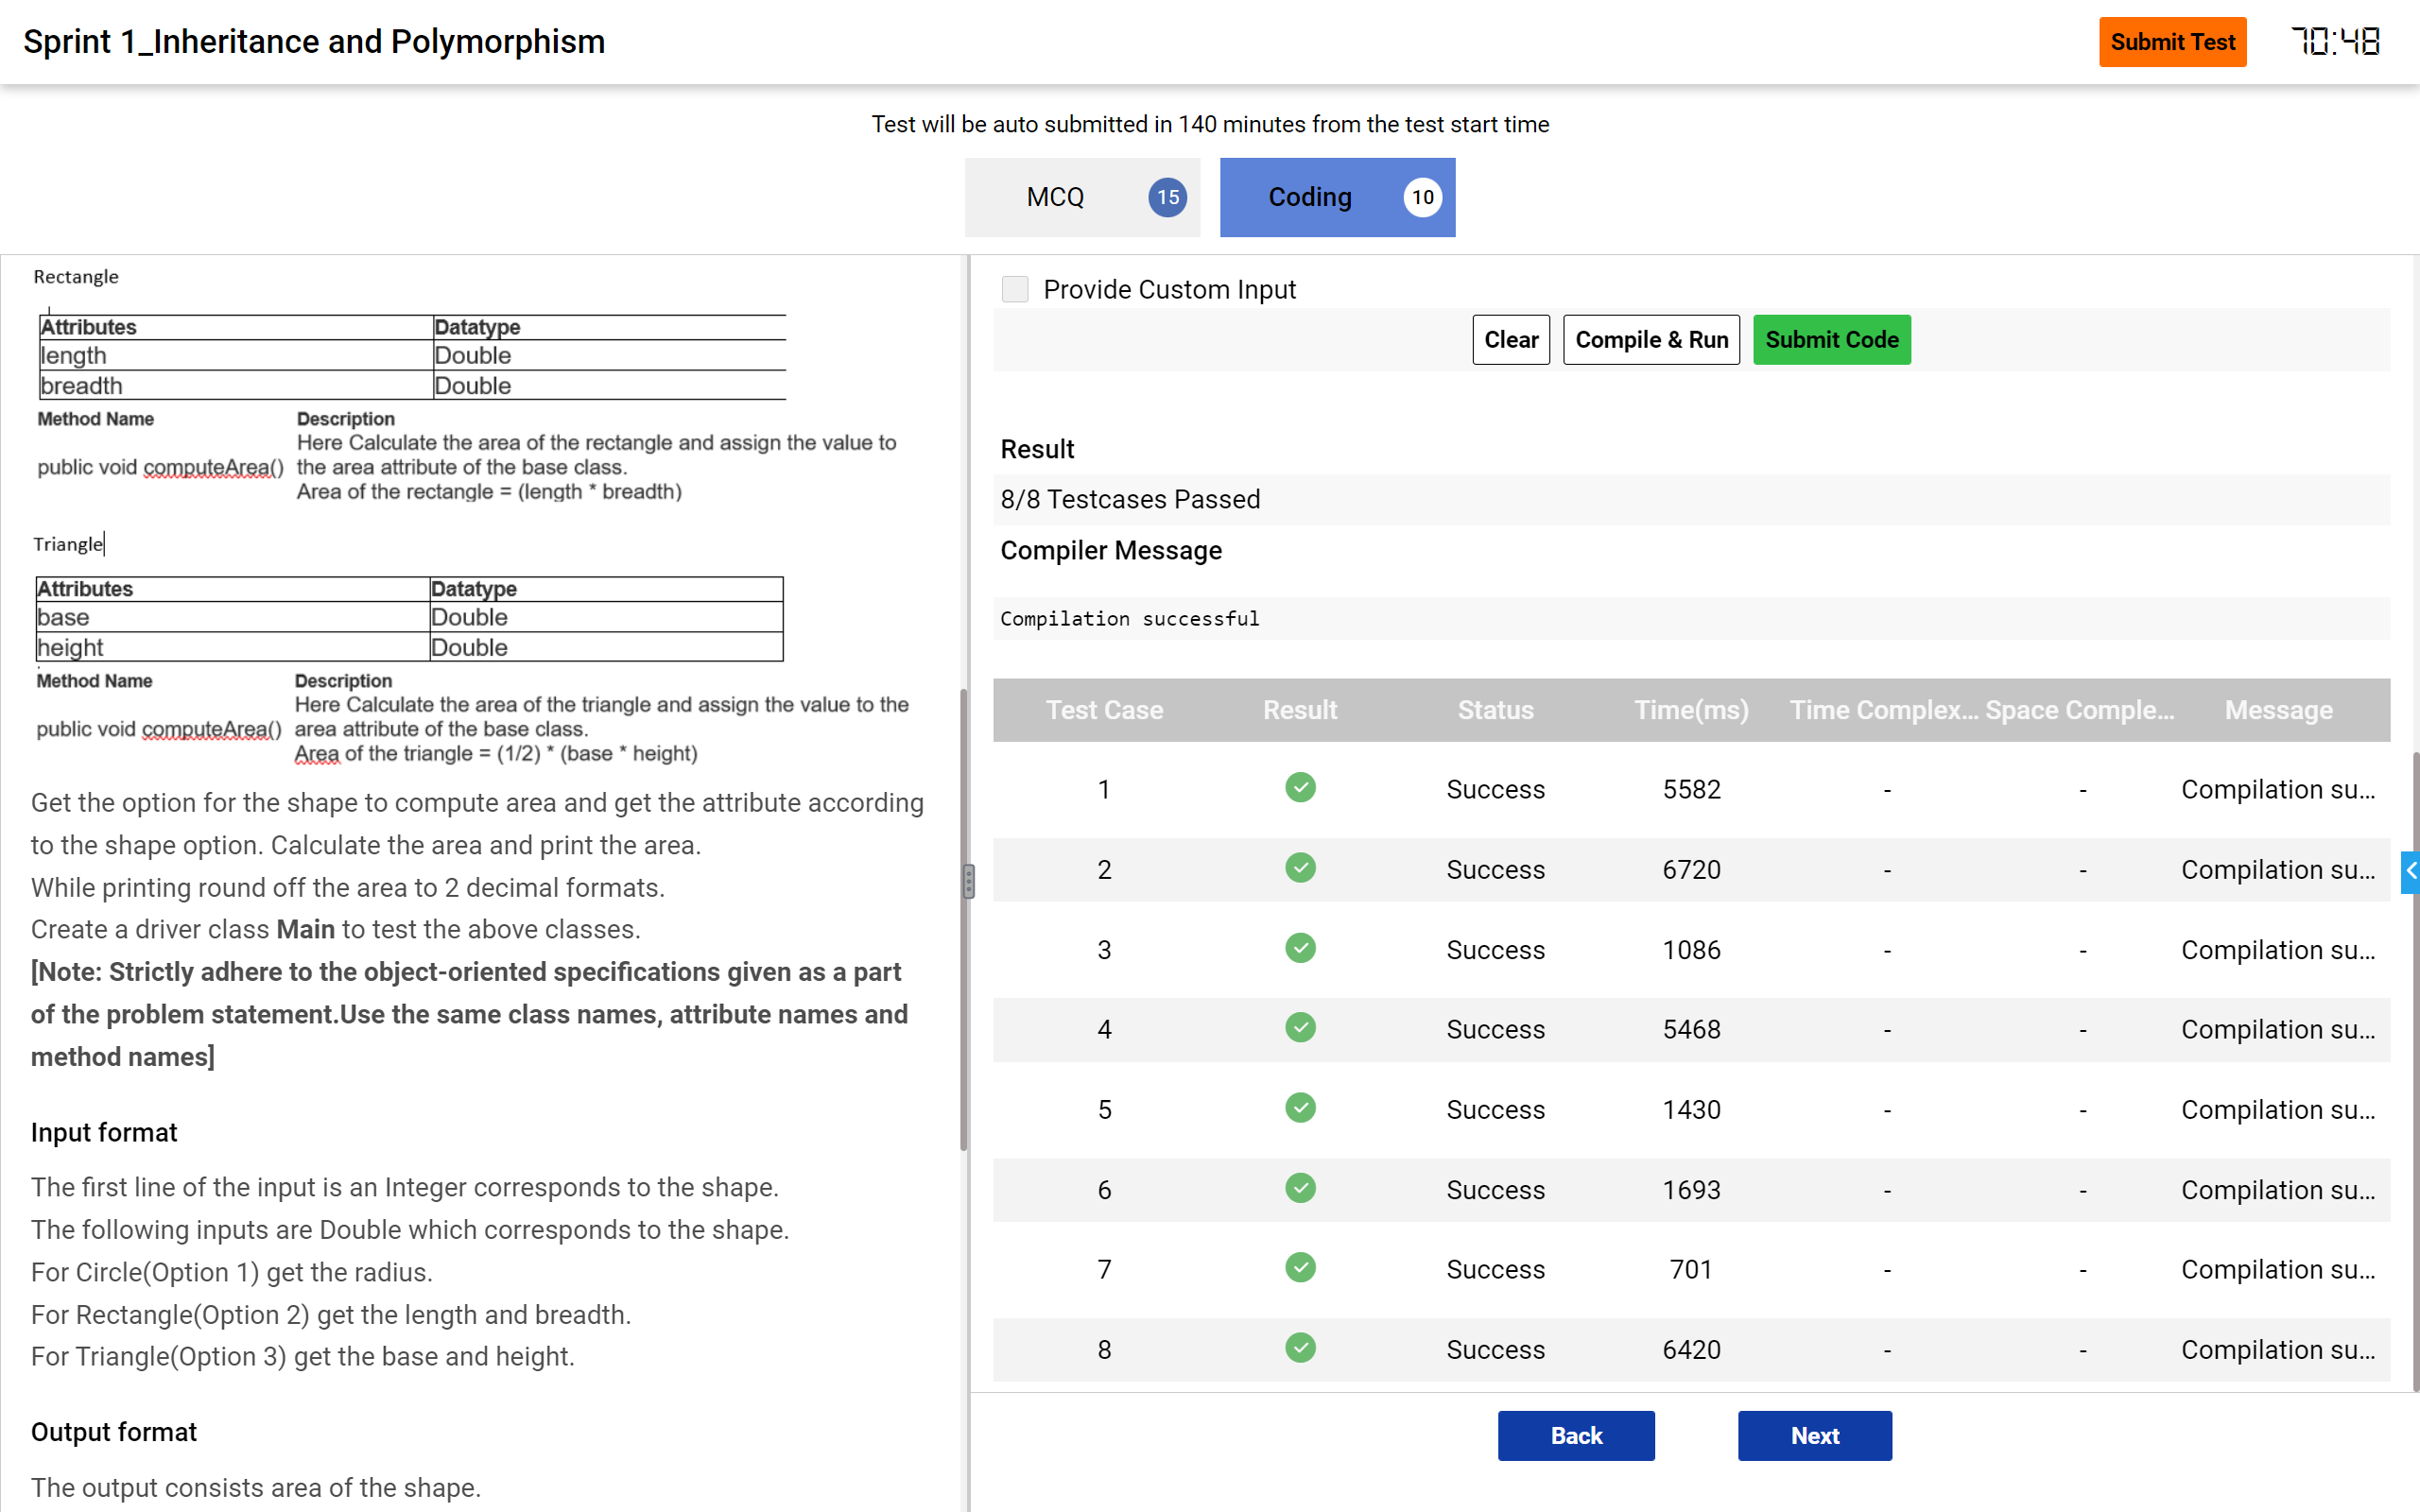 Sprint 1_Inheritance and Polymorphism
Submit Test
70:48
Test will be auto submitted in 140 minutes from the test start time
MCQ 15
Coding 10
Rectangle
Attributes Datatype
length Double
breadth Double
Method Name Description
Here Calculate the area of the rectangle and assign the value to
public void computeArea() the area attribute of the base class.
Area of the rectangle = (length * breadth)
Triangle
Attributes Datatype
base Double
height Double
Method Name Description
Here Calculate the area of the triangle and assign the value to the
public void computeArea() area attribute of the base class.
Area of the triangle = (1/2) * (base * height)
Get the option for the shape to compute area and get the attribute according
to the shape option. Calculate the area and print the area.
While printing round off the area to 2 decimal formats.
Create a driver class Main to test the above classes.
[Note: Strictly adhere to the object-oriented specifications given as a part
of the problem statement.Use the same class names, attribute names and
method names]
Input format
The first line of the input is an Integer corresponds to the shape.
The following inputs are Double which corresponds to the shape.
For Circle(Option 1) get the radius.
For Rectangle(Option 2) get the length and breadth.
For Triangle(Option 3) get the base and height.
Output format
The output consists area of the shape.
Provide Custom Input
Clear Compile & Run Submit Code
Result
8/8 Testcases Passed
Compiler Message
Compilation successful
Test Case Result Status Time(ms) Time Complex... Space Comple... Message
1 Success 5582 - - Compilation su...
2 Success 6720 - - Compilation su...
3 Success 1086 - - Compilation su...
4 Success 5468 - - Compilation su...
5 Success 1430 - - Compilation su...
6 Success 1693 - - Compilation su...
7 Success 701 - - Compilation su...
8 Success 6420 - - Compilation su...
Back Next